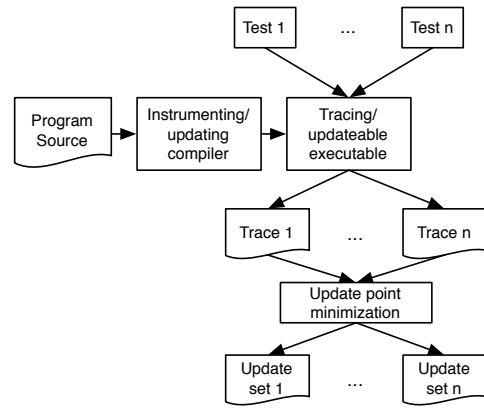 Test 1
...
Test n
Program
Source
Instrumenting/
updating
compiler
Tracing/
updateable
executable
Trace 1
...
Trace n
Update point
minimization
Update
set 1
...
Update
set n